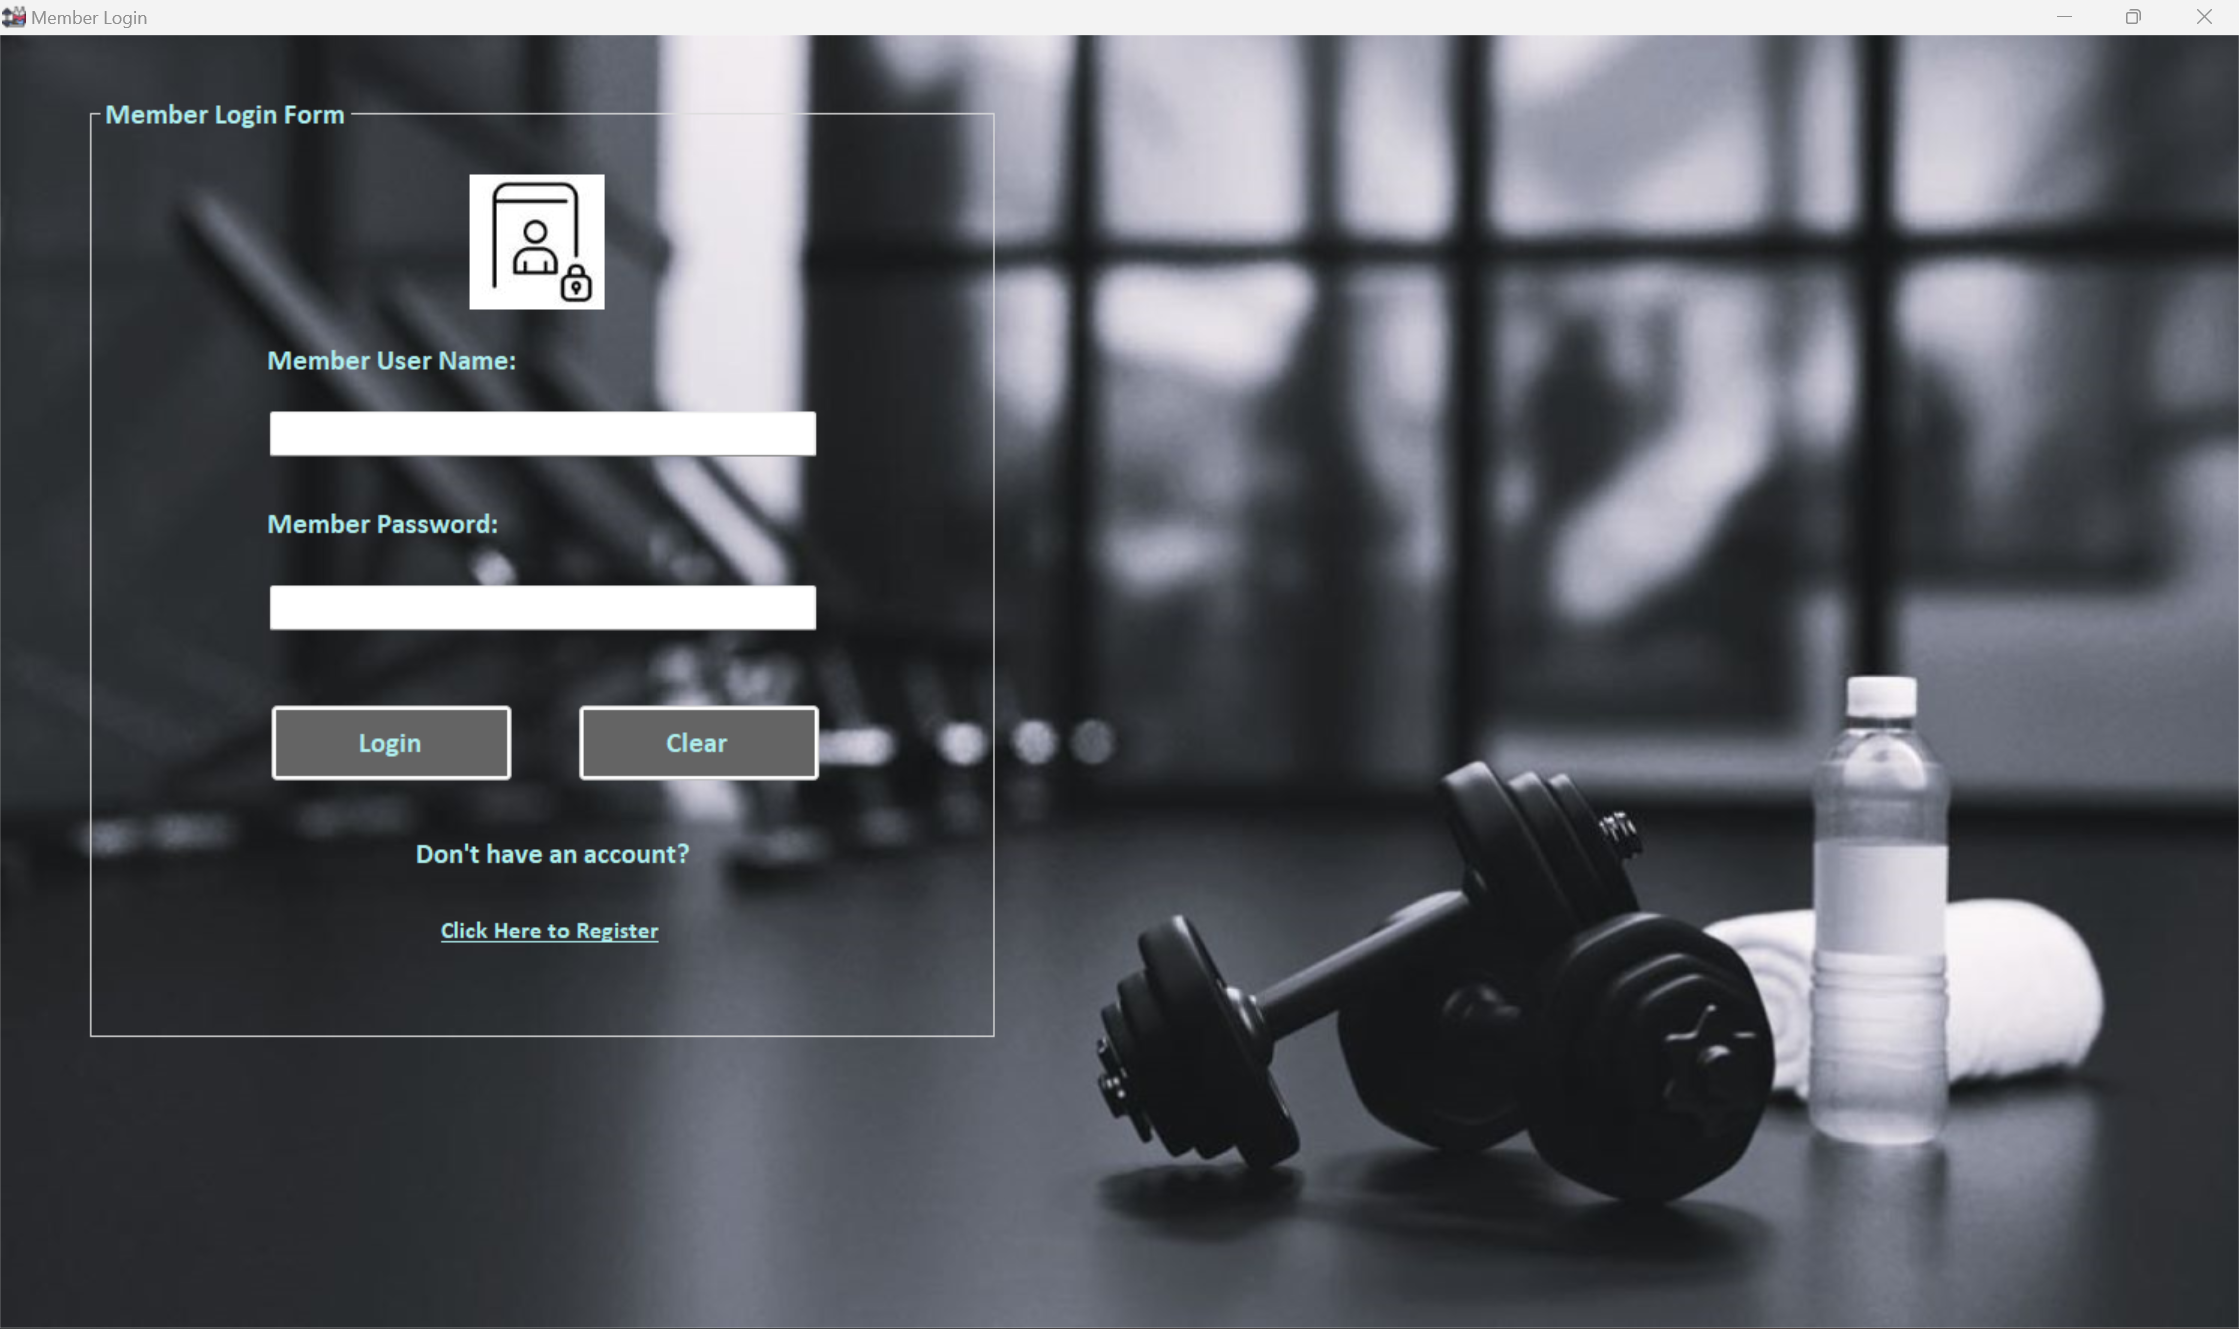 Member Login
Member Login Form
Member User Name:
Member Password:
Login
Clear
Don't have an account?
Click Here to Register